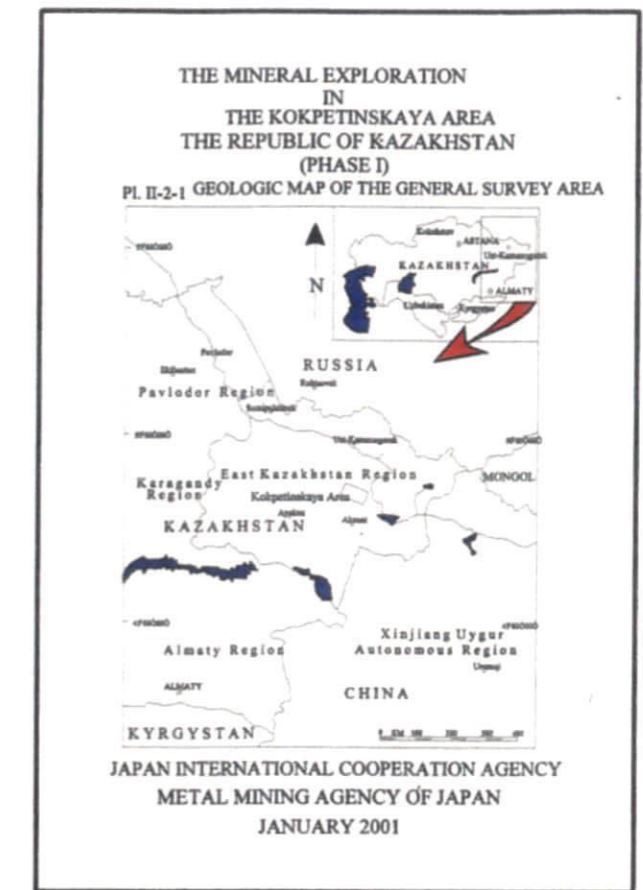 THE MINERAL EXPLORATION
IN
THE KOKPETINSKAYA AREA
THE REPUBLIC OF KAZAKHSTAN
(PHASE I)
Pl. II-2-1 GEOLOGIC MAP OF THE GENERAL SURVEY AREA
ASTANA
KAZAKHSTAN
ALMATY
Uzbekistan
N
RUSSIA
Pavlodar
Pavlodor Region
East Kazakhstan Region
MONGOL
Karagandy
Region
Kokpetinskaya Area
KAZAKHSTAN
Xinjiang Uygur
Autonomous Region
Almaty Region
Urumqi
ALMATY
CHINA
KYRGYSTAN
JAPAN INTERNATIONAL COOPERATION AGENCY
METAL MINING AGENCY OF JAPAN
JANUARY 2001